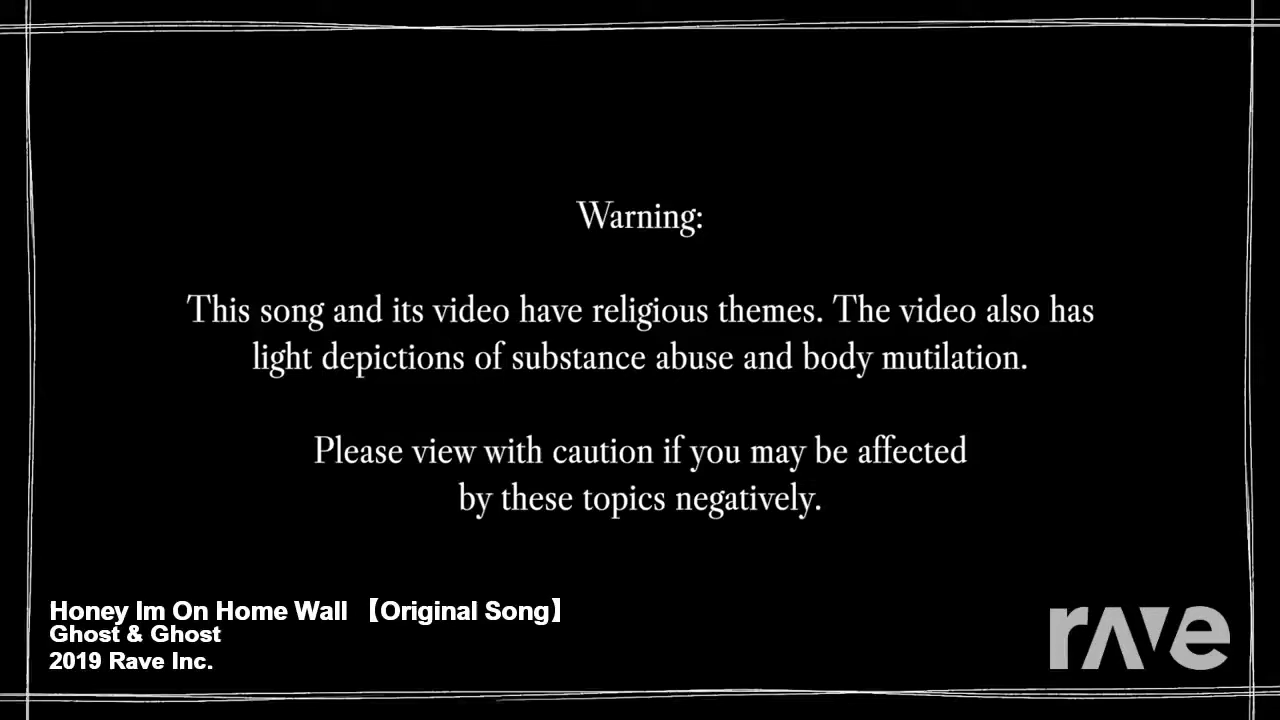 Warning:
This song and its video have religious themes. The video also has
light depictions of substance abuse and body mutilation.
Please view with caution if you may be affected
by these topics negatively.
Honey Im On Home Wall 【Original Song】
Ghost & Ghost
2019 Rave Inc.
rave